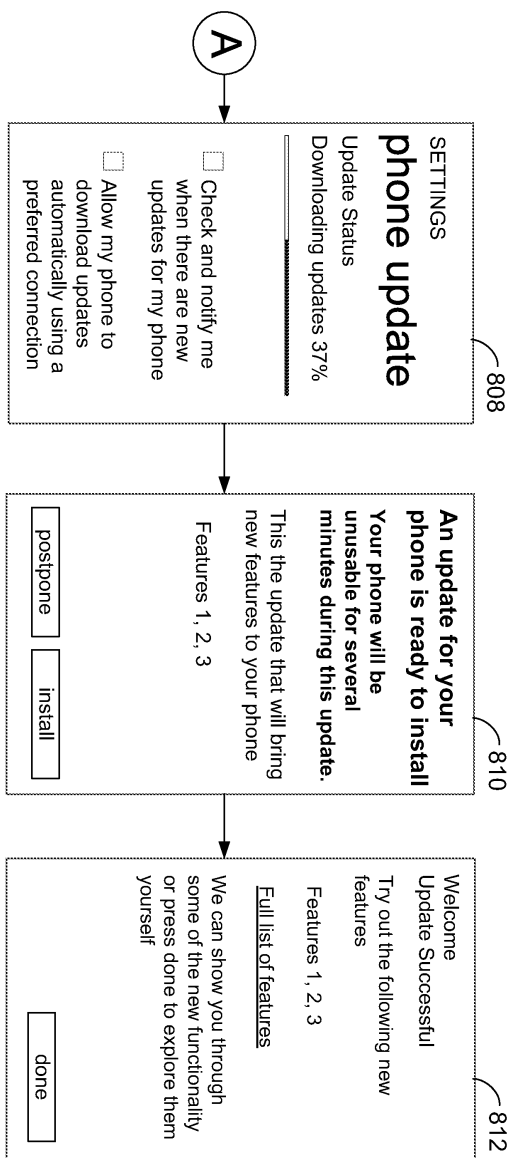 A
808
SETTINGS
phone update
Update Status
Downloading updates 37%
Check and notify me
when there are new
updates for my phone
Allow my phone to
download updates
automatically using a
preferred connection
810
An update for your
phone is ready to install
Your phone will be
unusable for several
minutes during this update.
This the update that will bring
new features to your phone
Features 1, 2, 3
postpone
install
812
Welcome
Update Successful
Try out the following new
features
Features 1, 2, 3
Full list of features
We can show you through
some of the new functionality
or press done to explore them
yourself
done